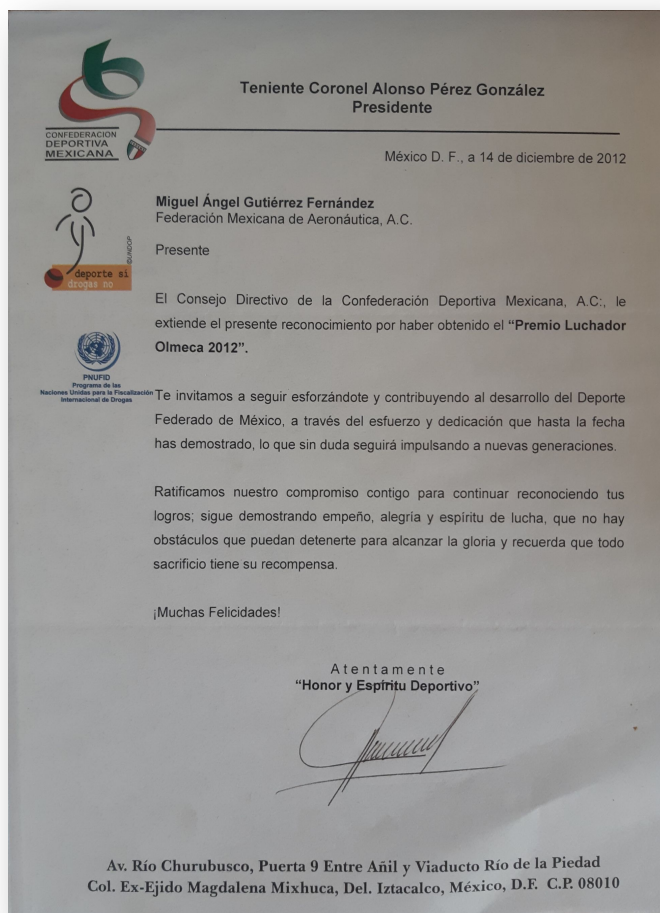 Teniente Coronel Alonso Pérez González
Presidente
CONFEDERACION
DEPORTIVA
MEXICANA
México D. F., a 14 de diciembre de 2012
Miguel Ángel Gutiérrez Fernández
Federación Mexicana de Aeronáutica, A.C.
Presente
©UNDOP
deporte si
drogas no
El Consejo Directivo de la Confederación Deportiva Mexicana, A.C:, le
extiende el presente reconocimiento por haber obtenido el “Premio Luchador
Olmeca 2012”.
PNUFID
Programa de las
Naciones Unidas para la Fiscalización
Internacional de Drogas
Te invitamos a seguir esforzándote y contribuyendo al desarrollo del Deporte
Federado de México, a través del esfuerzo y dedicación que hasta la fecha
has demostrado, lo que sin duda seguirá impulsando a nuevas generaciones.
Ratificamos nuestro compromiso contigo para continuar reconociendo tus
logros; sigue demostrando empeño, alegría y espíritu de lucha, que no hay
obstáculos que puedan detenerte para alcanzar la gloria y recuerda que todo
sacrificio tiene su recompensa.
¡Muchas Felicidades!
Atentamente
“Honor y Espíritu Deportivo”
Av. Río Churubusco, Puerta 9 Entre Añil y Viaducto Río de la Piedad
Col. Ex-Ejido Magdalena Mixhuca, Del. Iztacalco, México, D.F. C.P. 08010